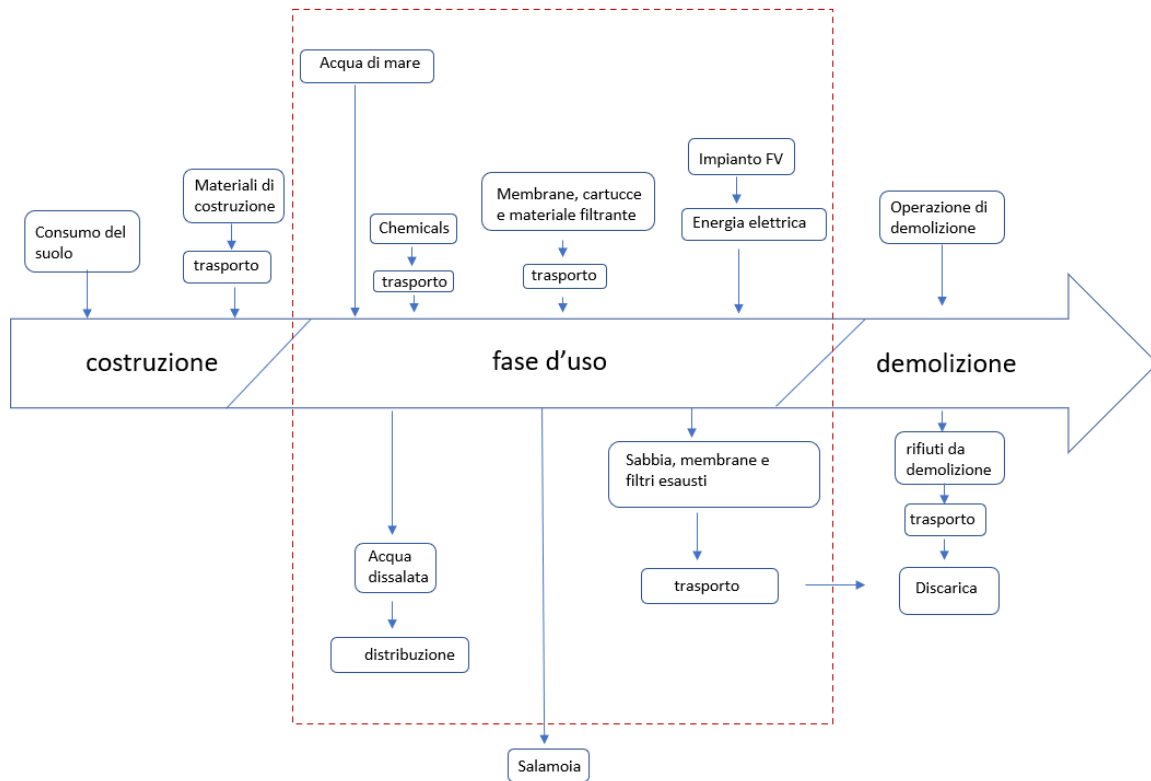 Acqua di mare
Impianto FV
Materiali di
costruzione
Membrane, cartucce
e materiale filtrante
Operazione di
demolizione
Consumo del
suolo
Chemicals
Energia elettrica
trasporto
trasporto
trasporto
costruzione
fase d’uso
demolizione
Sabbia, membrane e
filtri esausti
rifiuti da
demolizione
trasporto
Acqua
dissalata
trasporto
Discarica
distribuzione
Salamoia